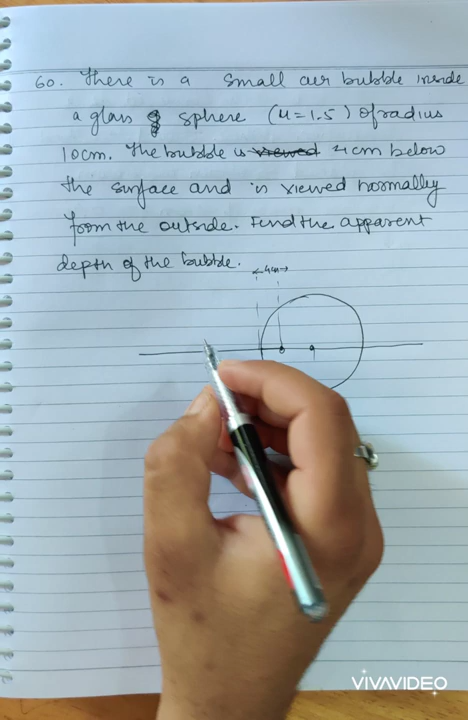 60. There is a small air bubble inside
a glass sphere (μ = 1.5) of radius
10cm. The bubble is viewed 4cm below
the surface and is viewed normally
from the outside. Find the apparent
depth of the bubble.
4cm
VIVAVIDEO